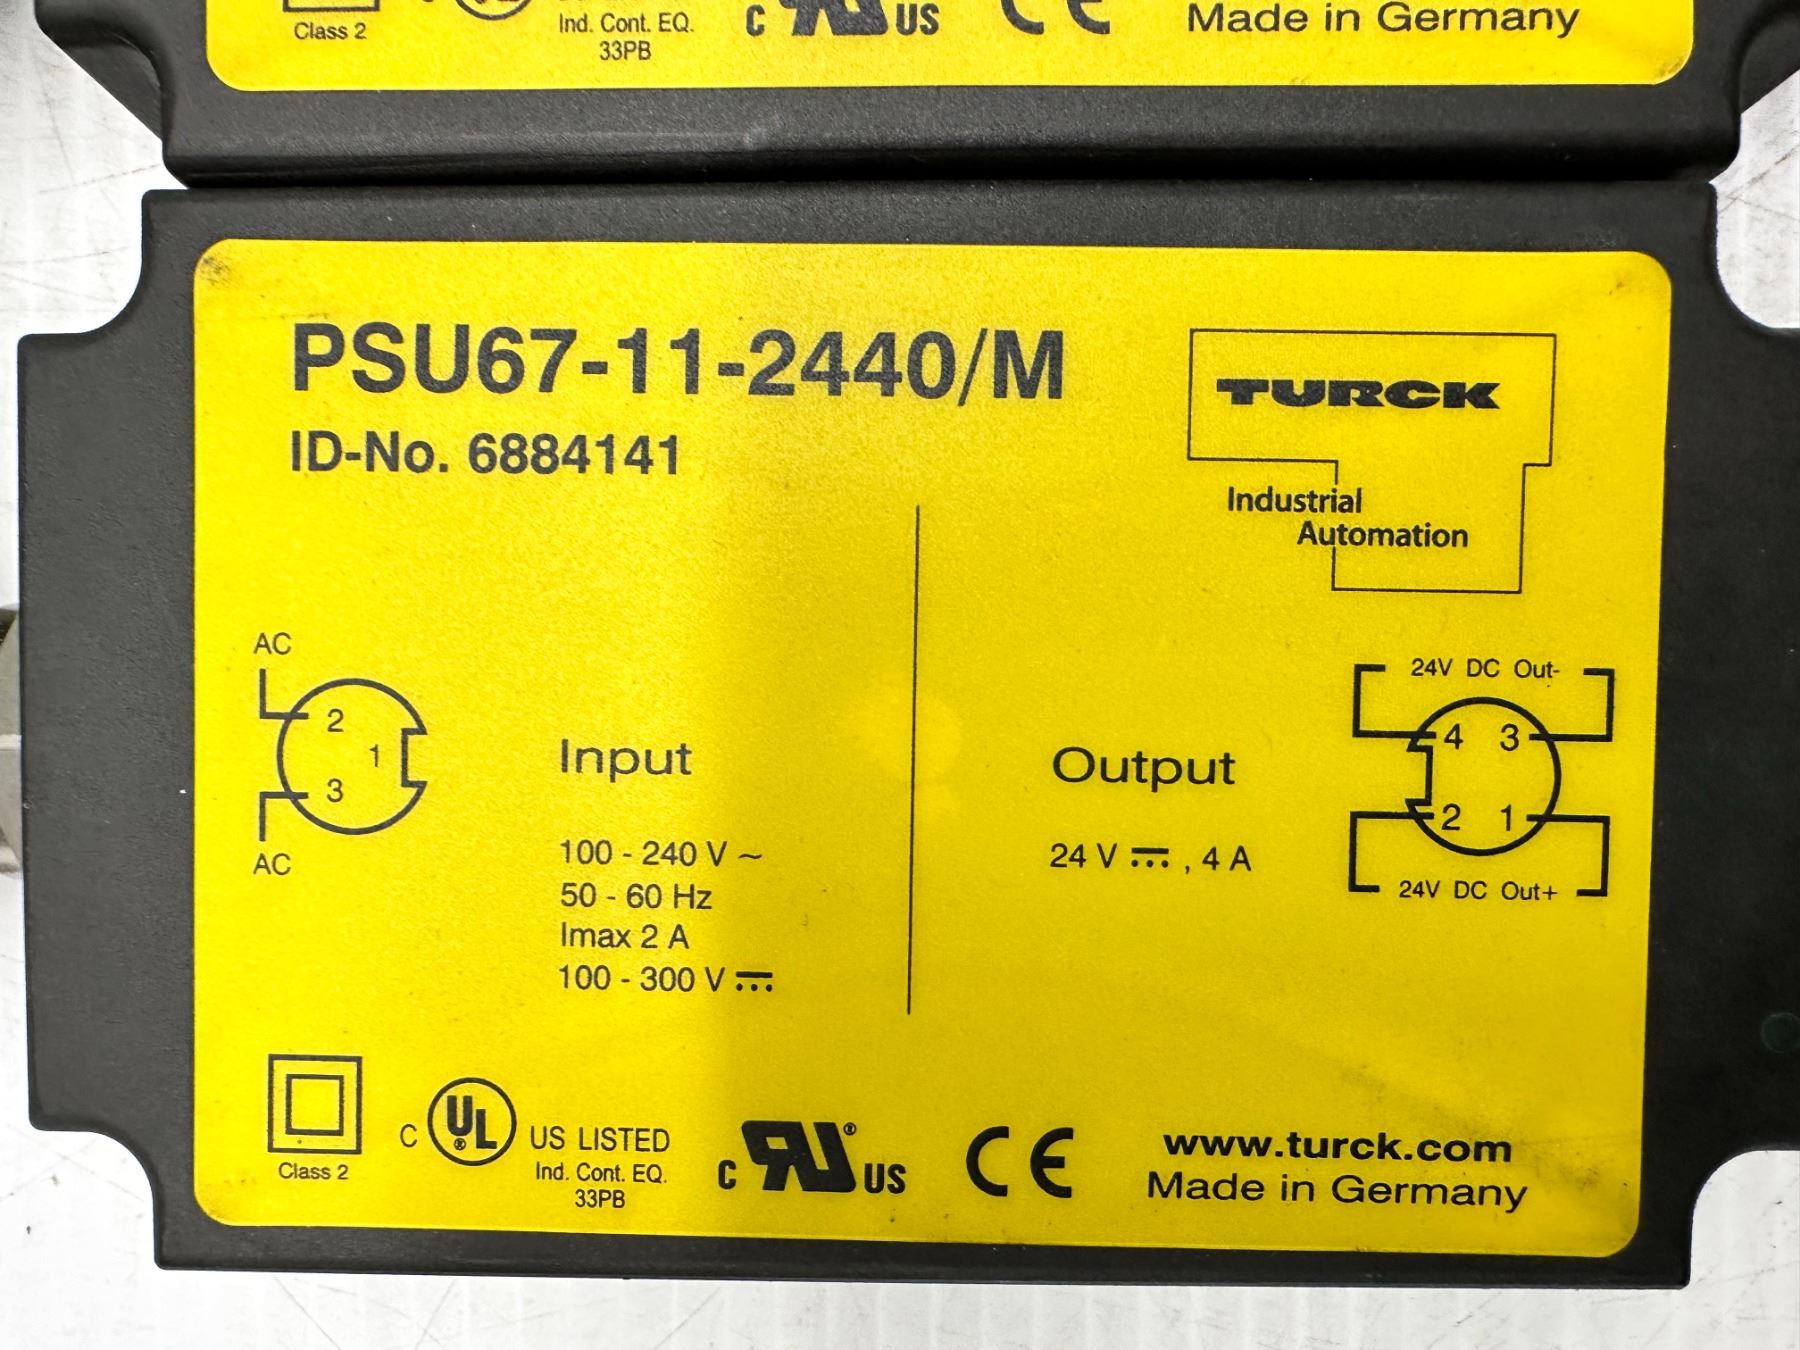 Class 2
Ind. Cont. EQ.
33PB
C
US
CE
Made in Germany
PSU67-11-2440/M
ID-No. 6884141
TURCK
Industrial
Automation
AC
2
1
3
AC
Input
100 - 240 V ~
50 - 60 Hz
Imax 2 A
100 - 300 V ⎓
Output
24 V ⎓ , 4 A
24V DC Out-
4 3
2 1
24V DC Out+
Class 2
C UL ® US LISTED
Ind. Cont. EQ.
33PB
C RU ® US
CE
www.turck.com
Made in Germany